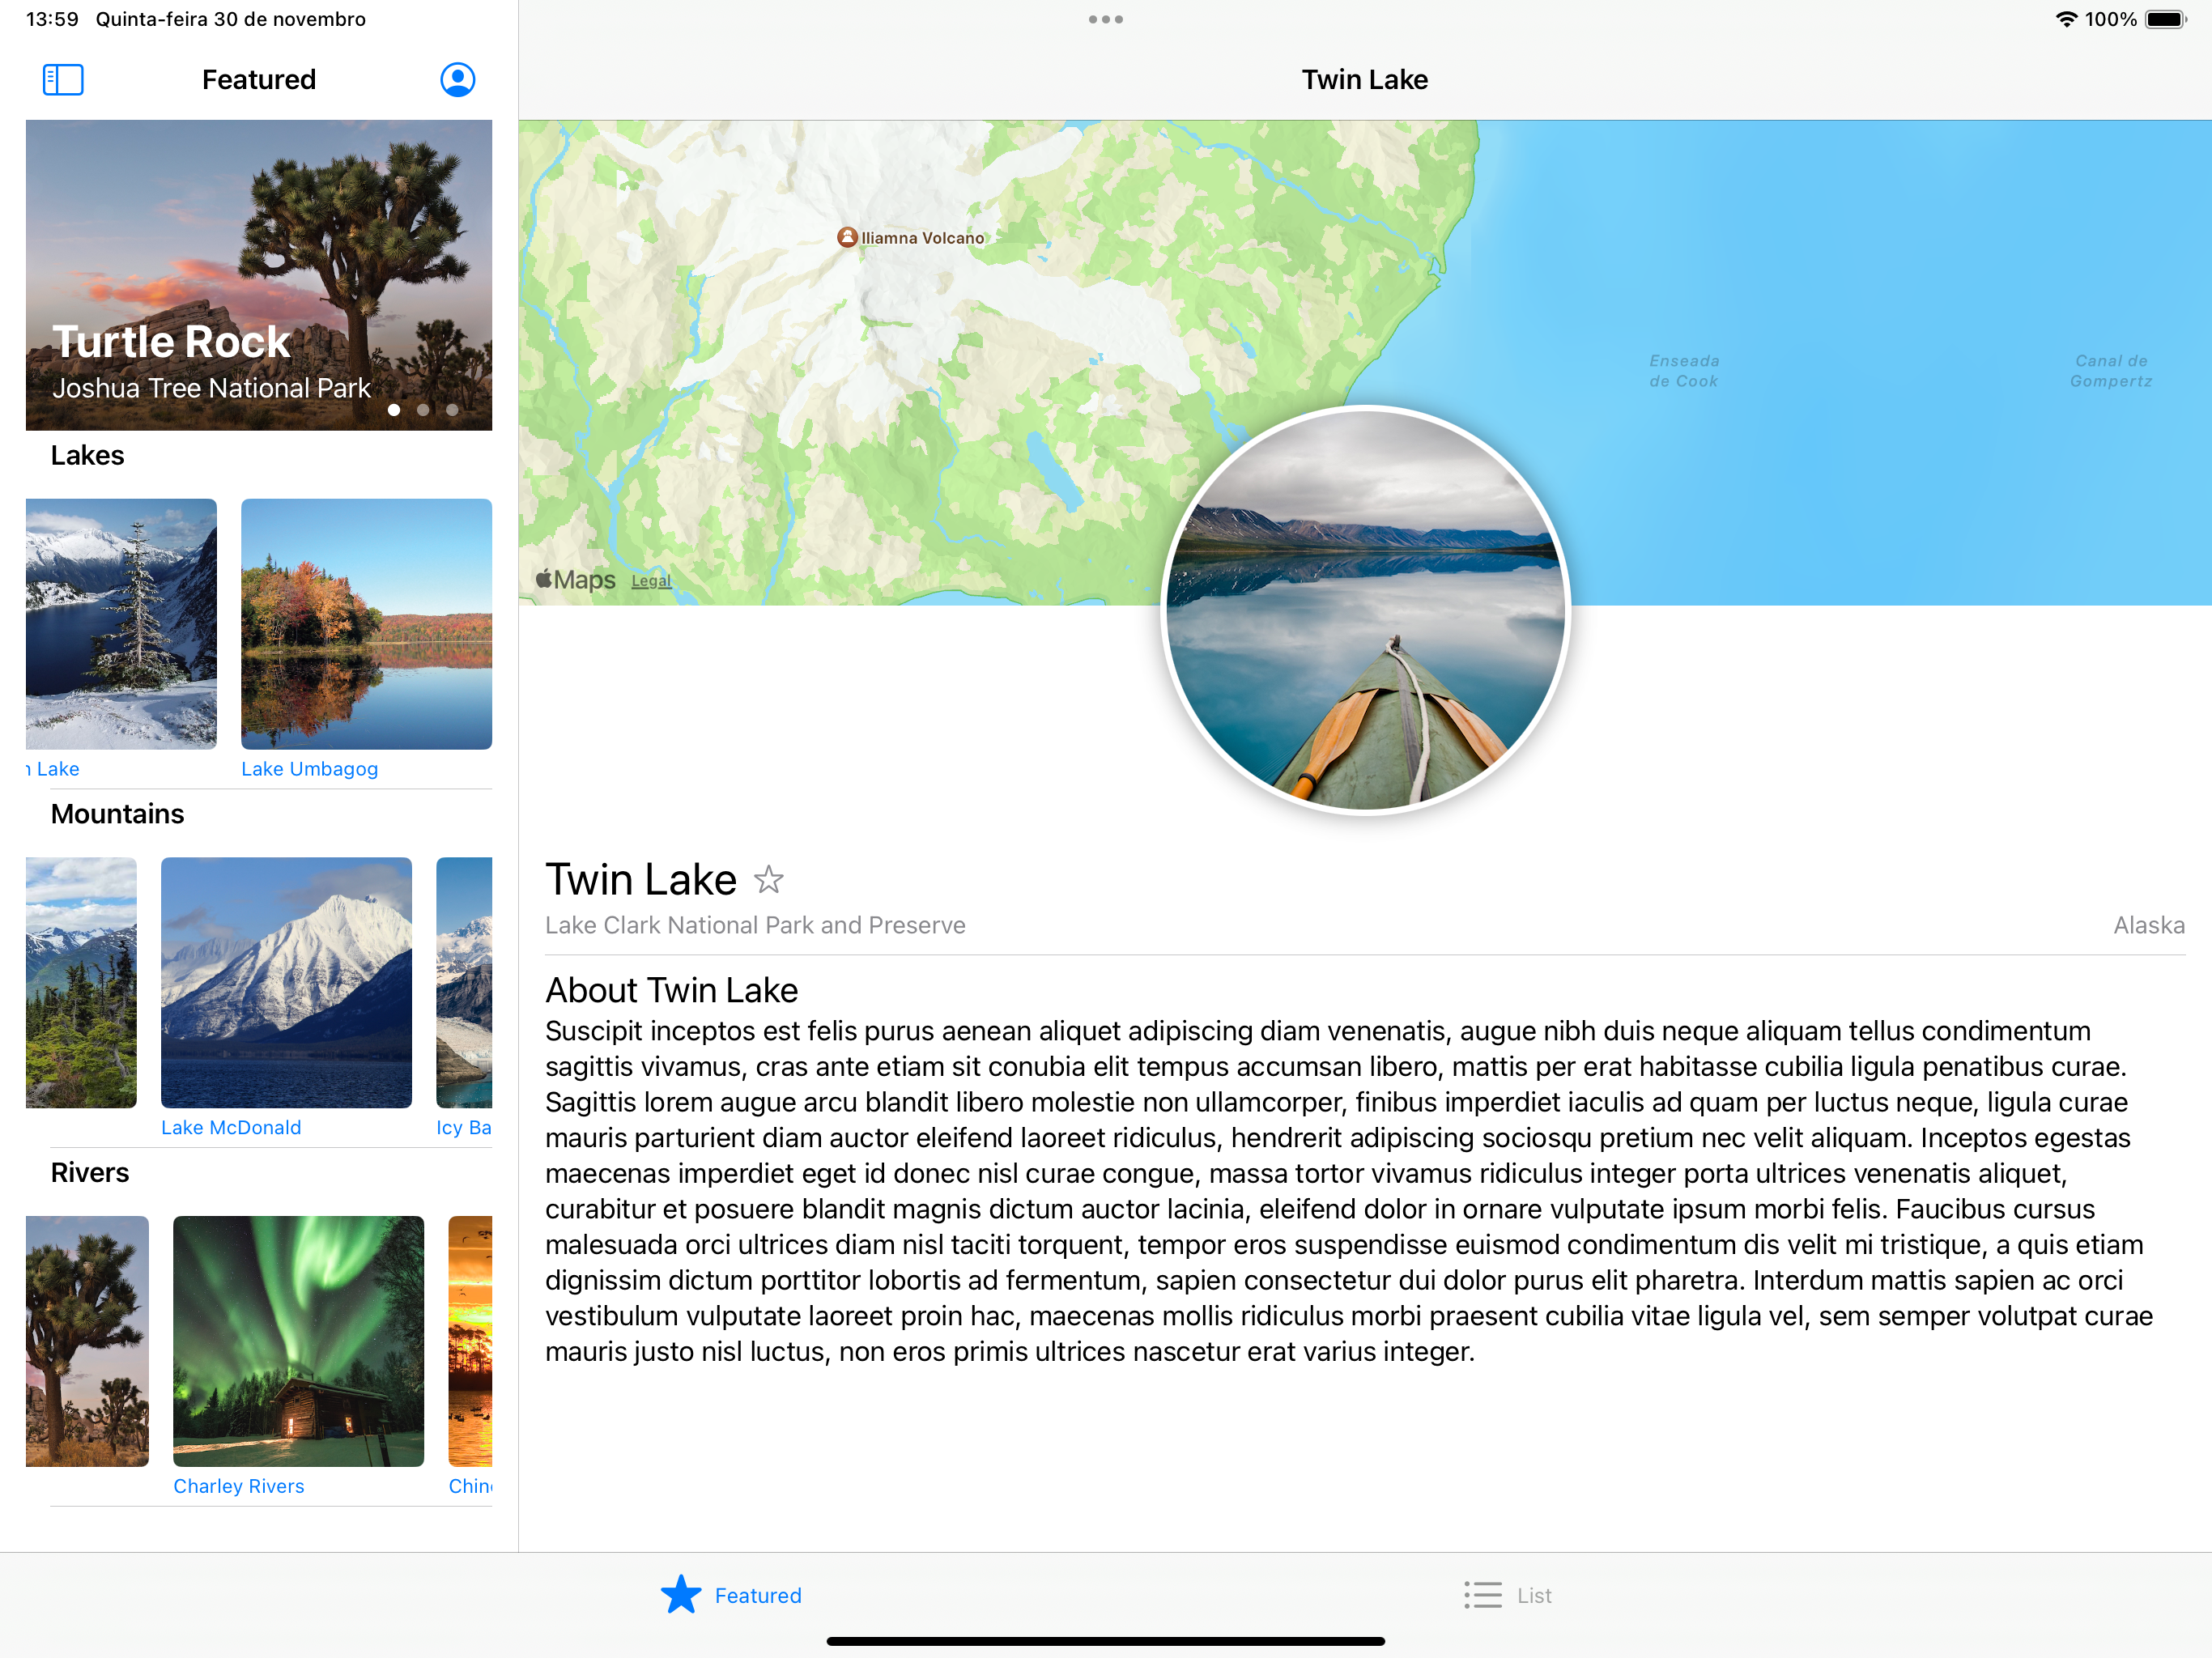 13:59 Quinta-feira 30 de novembro
100%
Featured
Turtle Rock
Joshua Tree National Park
Lakes
Lake
Lake Umbagog
Mountains
Lake McDonald
Icy Ba
Rivers
Charley Rivers
Chin
Twin Lake
Iliamna Volcano
Enseada
de Cook
Canal de
Gompertz
Maps Legal
Twin Lake
Lake Clark National Park and Preserve
Alaska
About Twin Lake
Suscipit inceptos est felis purus aenean aliquet adipiscing diam venenatis, augue nibh duis neque aliquam tellus condimentum
sagittis vivamus, cras ante etiam sit conubia elit tempus accumsan libero, mattis per erat habitasse cubilia ligula penatibus curae.
Sagittis lorem augue arcu blandit libero molestie non ullamcorper, finibus imperdiet iaculis ad quam per luctus neque, ligula curae
mauris parturient diam auctor eleifend laoreet ridiculus, hendrerit adipiscing sociosqu pretium nec velit aliquam. Inceptos egestas
maecenas imperdiet eget id donec nisl curae congue, massa tortor vivamus ridiculus integer porta ultrices venenatis aliquet,
curabitur et posuere blandit magnis dictum auctor lacinia, eleifend dolor in ornare vulputate ipsum morbi felis. Faucibus cursus
malesuada orci ultrices diam nisl taciti torquent, tempor eros suspendisse euismod condimentum dis velit mi tristique, a quis etiam
dignissim dictum porttitor lobortis ad fermentum, sapien consectetur dui dolor purus elit pharetra. Interdum mattis sapien ac orci
vestibulum vulputate laoreet proin hac, maecenas mollis ridiculus morbi praesent cubilia vitae ligula vel, sem semper volutpat curae
mauris justo nisl luctus, non eros primis ultrices nascetur erat varius integer.
Featured
List